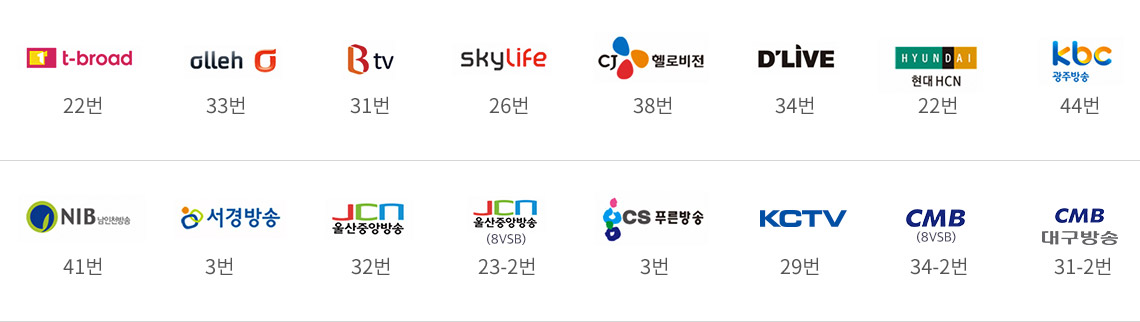 t-broad
olleh
B tv
skylife
CJ 헬로비전
D'LIVE
HYUNDAI
현대 HCN
kbc
광주방송
22번
33번
31번
26번
38번
34번
22번
44번
NIB 남인천방송
서경방송
JCN
울산중앙방송
JCN
울산중앙방송
(8VSB)
CS 푸른방송
KCTV
CMB
(8VSB)
CMB
대구방송
41번
3번
32번
23-2번
3번
29번
34-2번
31-2번